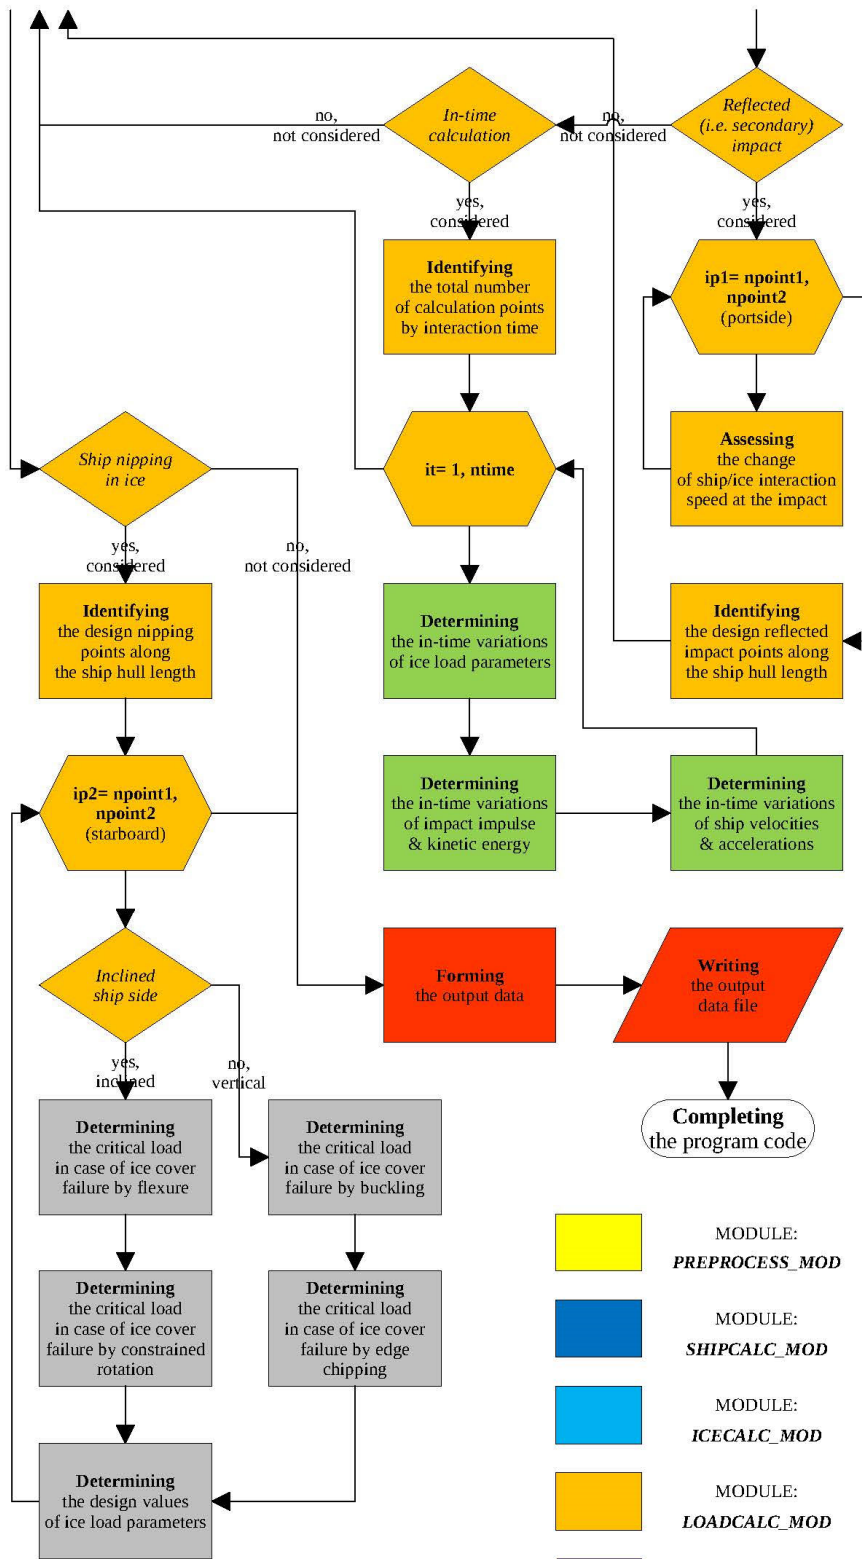 Reflected
(i.e. secondary)
impact
no,
not considered
In-time
calculation
no,
not considered
yes,
considered
yes,
considered
Identifying
the total number
of calculation points
by interaction time
ip1= npoint1,
npoint2
(portside)
Ship nipping
in ice
it= 1, ntime
Assessing
the change
of ship/ice interaction
speed at the impact
yes,
considered
no,
not considered
Identifying
the design nipping
points along
the ship hull length
Determining
the in-time variations
of ice load parameters
Identifying
the design reflected
impact points along
the ship hull length
ip2= npoint1,
npoint2
(starboard)
Determining
the in-time variations
of impact impulse
& kinetic energy
Determining
the in-time variations
of ship velocities
& accelerations
Inclined
ship side
Forming
the output data
Writing
the output
data file
yes,
inclined
no,
vertical
Completing
the program code
Determining
the critical load
in case of ice cover
failure by flexure
Determining
the critical load
in case of ice cover
failure by buckling
Determining
the critical load
in case of ice cover
failure by constrained
rotation
Determining
the critical load
in case of ice cover
failure by edge
chipping
Determining
the design values
of ice load parameters
MODULE:
PREPROCESS_MOD
MODULE:
SHIPCALC_MOD
MODULE:
ICECALC_MOD
MODULE:
LOADCALC_MOD